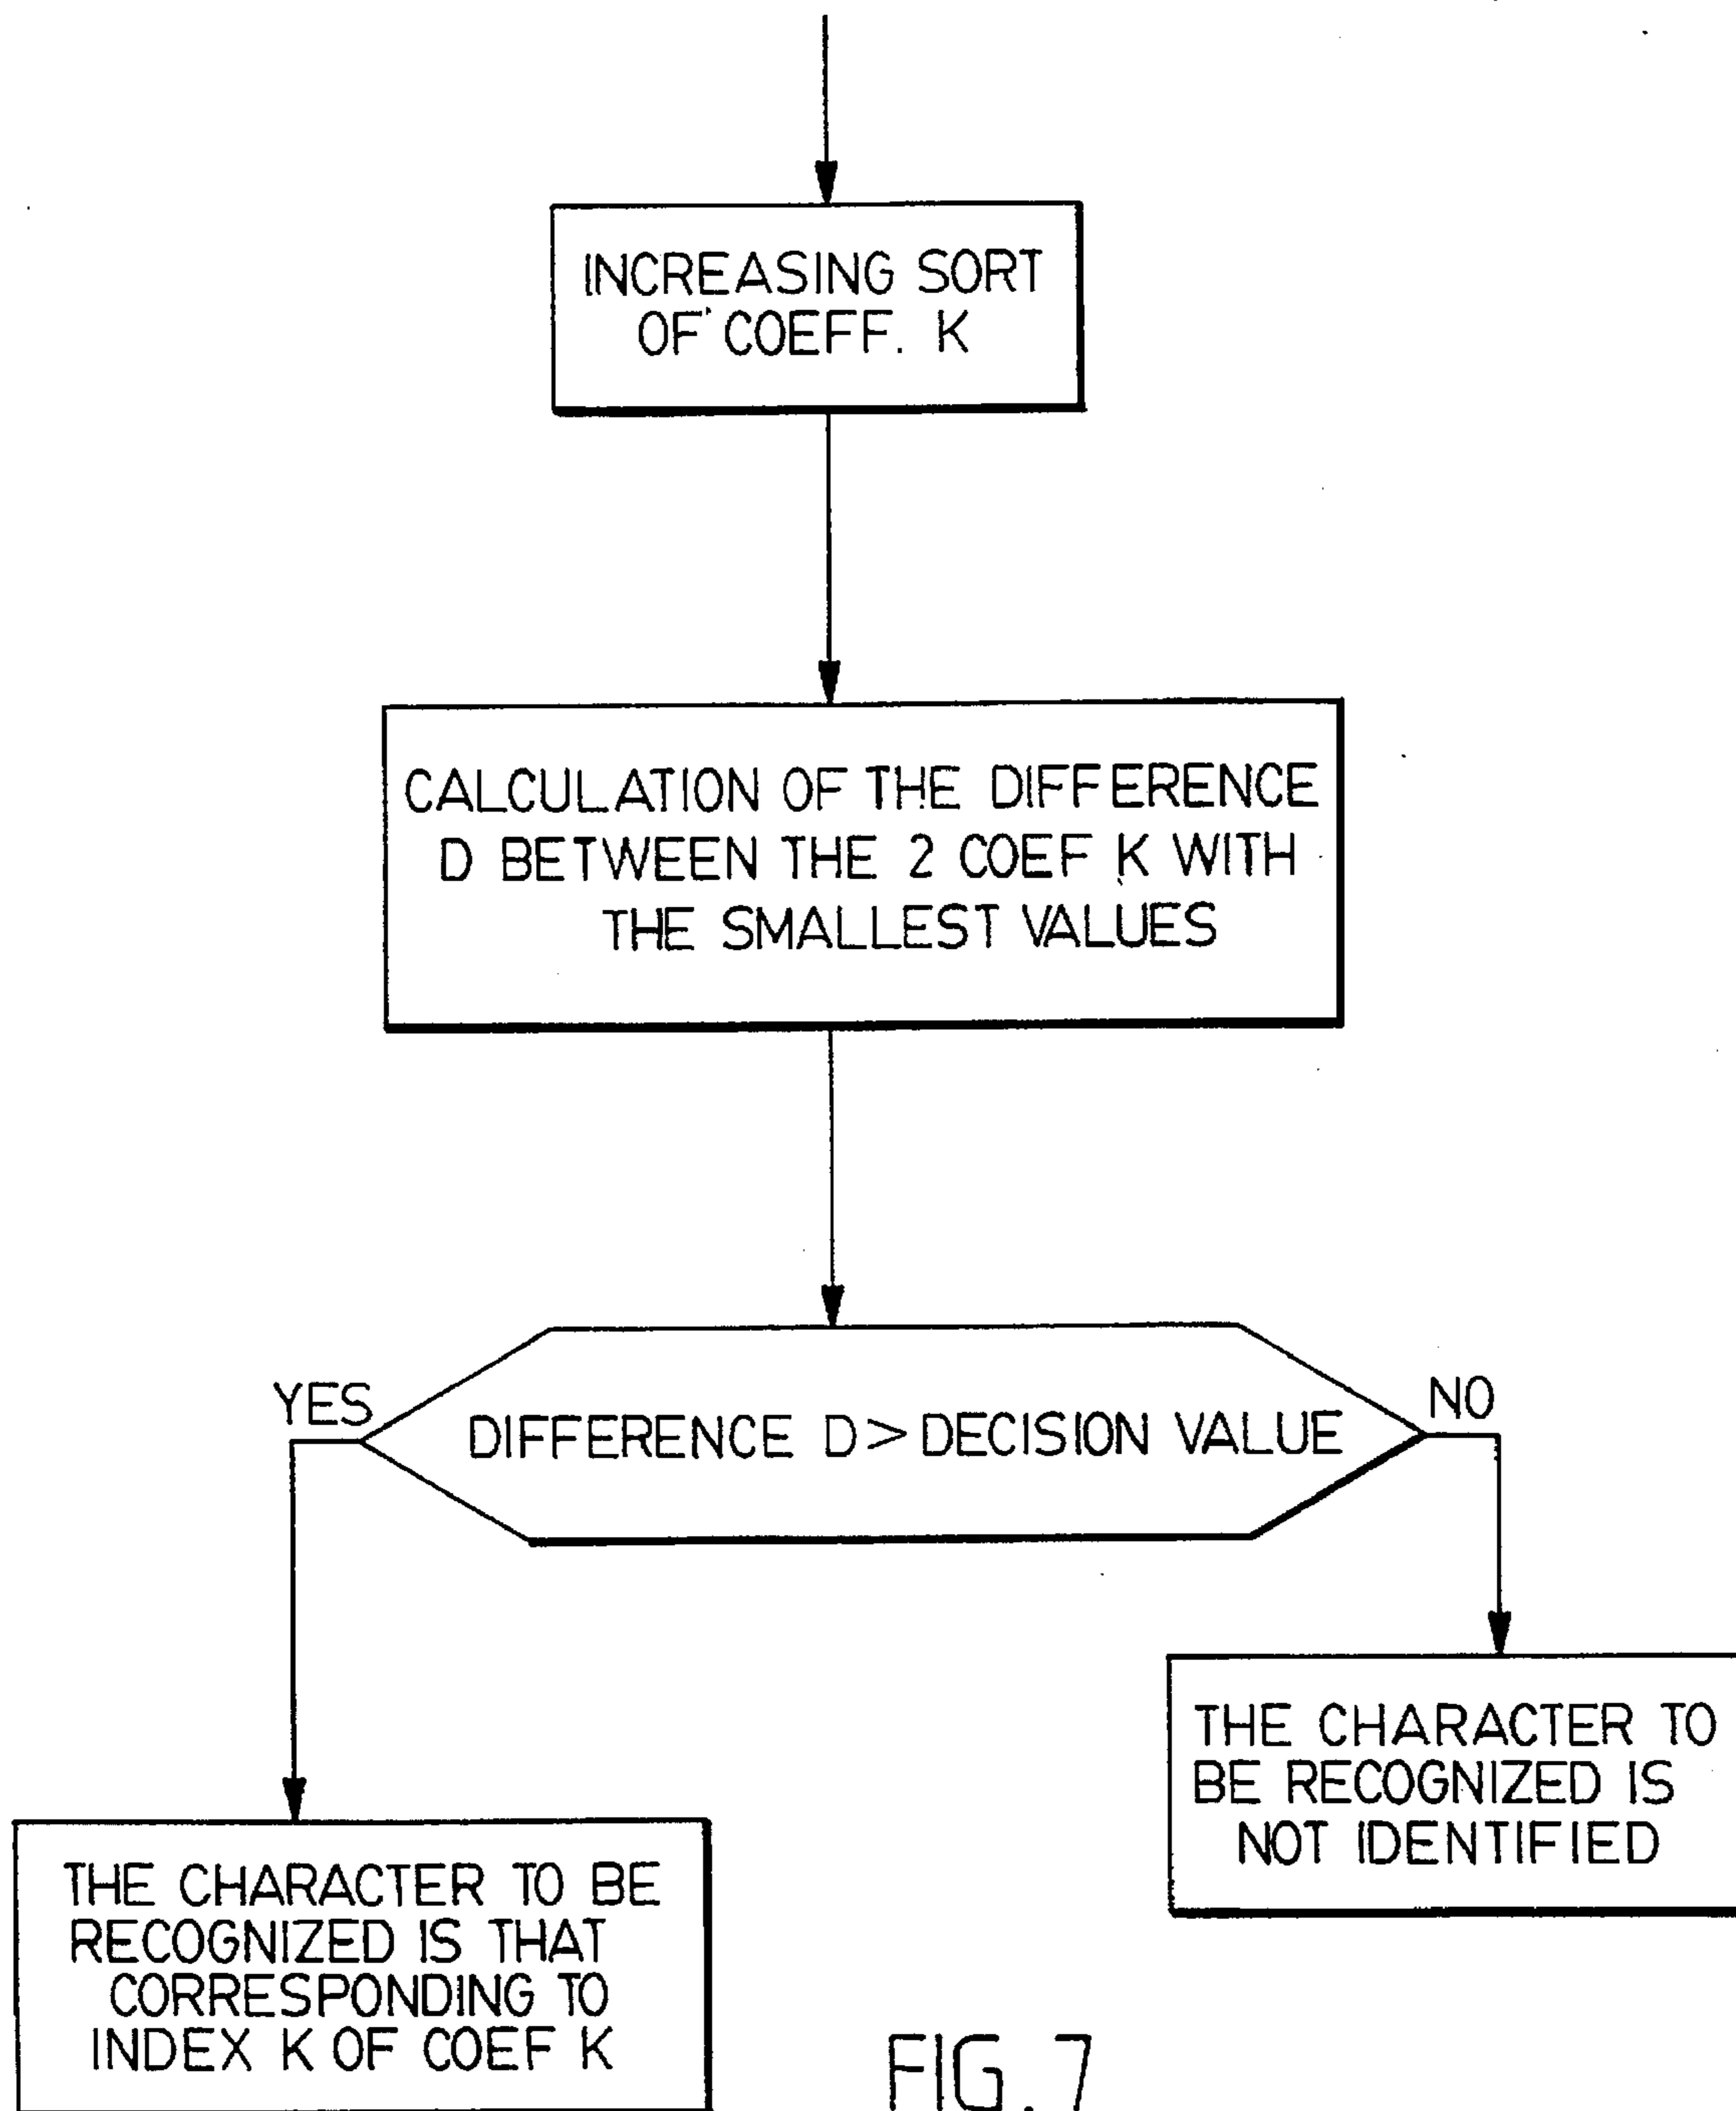 INCREASING SORT
OF COEFF. K
CALCULATION OF THE DIFFERENCE
D BETWEEN THE 2 COEF K WITH
THE SMALLEST VALUES
YES
DIFFERENCE D > DECISION VALUE
NO
THE CHARACTER TO
BE RECOGNIZED IS
NOT IDENTIFIED
THE CHARACTER TO BE
RECOGNIZED IS THAT
CORRESPONDING TO
INDEX K OF COEF K
FIG. 7